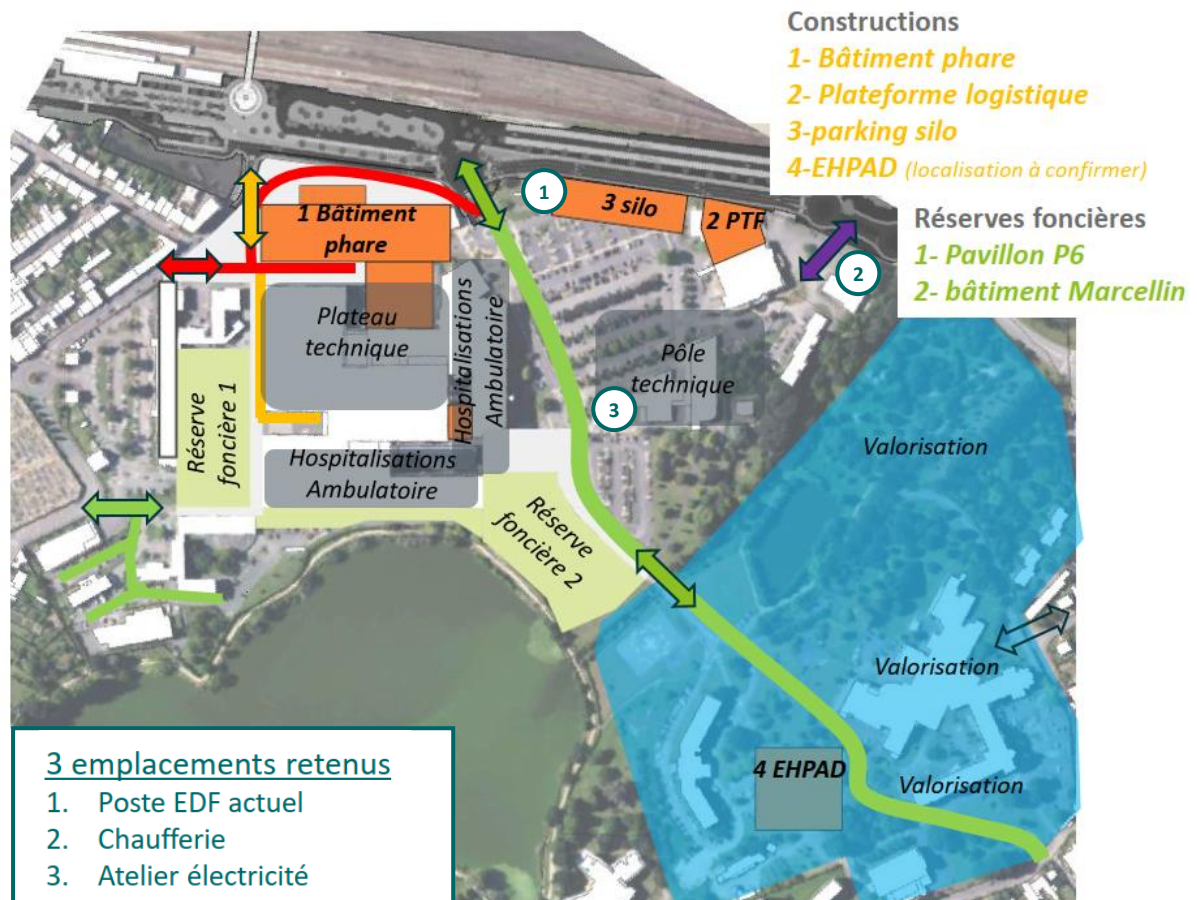 Constructions
1- Bâtiment phare
2- Plateforme logistique
3-parking silo
4-EHPAD (localisation à confirmer)
Réserves foncières
1- Pavillon P6
2- bâtiment Marcellin
1
3 silo
2 PTF
2
1 Bâtiment
phare
Plateau
technique
Hospitalisations
Ambulatoire
Pôle
technique
3
Réserve
foncière 1
Hospitalisations
Ambulatoire
Réserve
foncière 2
Valorisation
Valorisation
4 EHPAD
Valorisation
3 emplacements retenus
1. Poste EDF actuel
2. Chaufferie
3. Atelier électricité